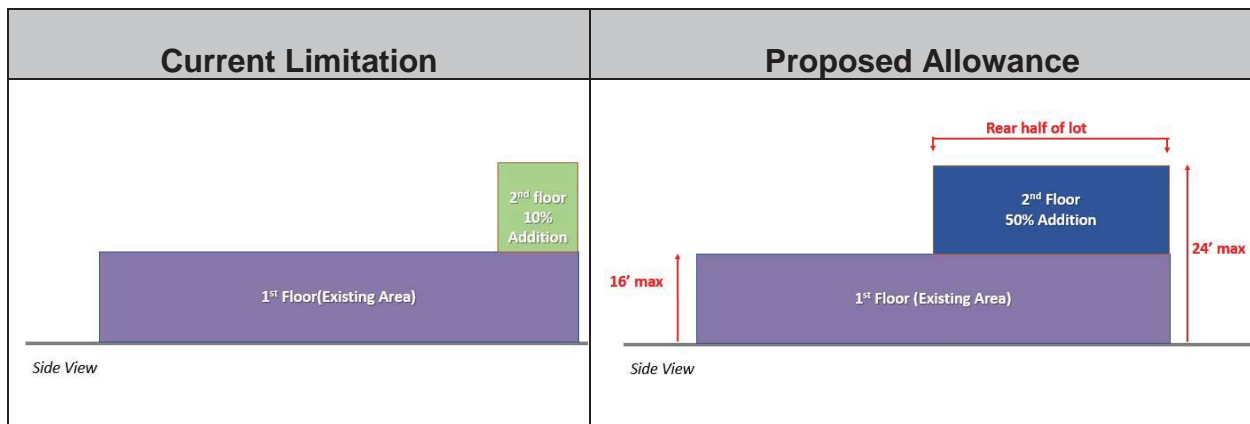 Current Limitation
2nd floor
10%
Addition
1st Floor(Existing Area)
Side View
Proposed Allowance
Rear half of lot
2nd Floor
50% Addition
24’ max
16’ max
1st Floor (Existing Area)
Side View